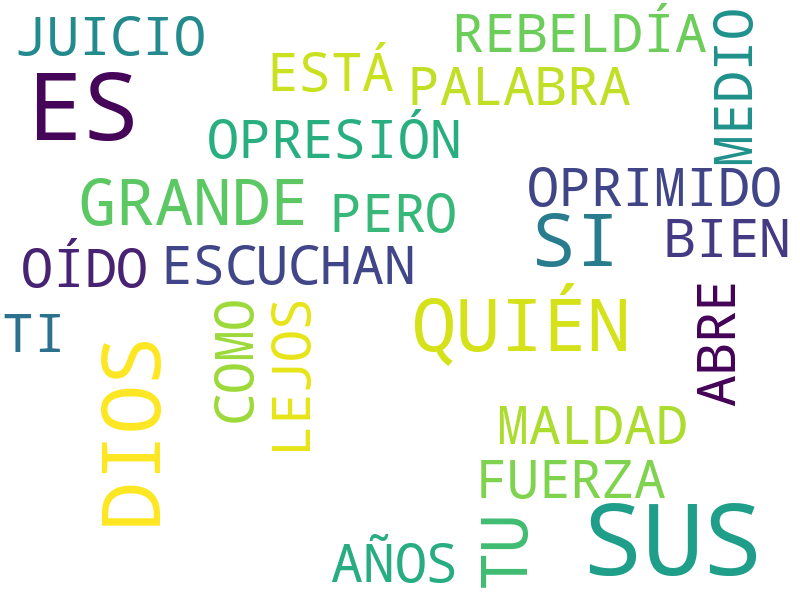 JUICIO
REBELDÍA
MEDIO
ESTÁ
PALABRA
ES
OPRESIÓN
OPRIMIDO
GRANDE
PERO
SI
BIEN
OÍDO
ESCUCHAN
TI
COMO
LEJOS
QUIÉN
ABRE
DIOS
MALDAD
FUERZA
SUS
TU
AÑOS